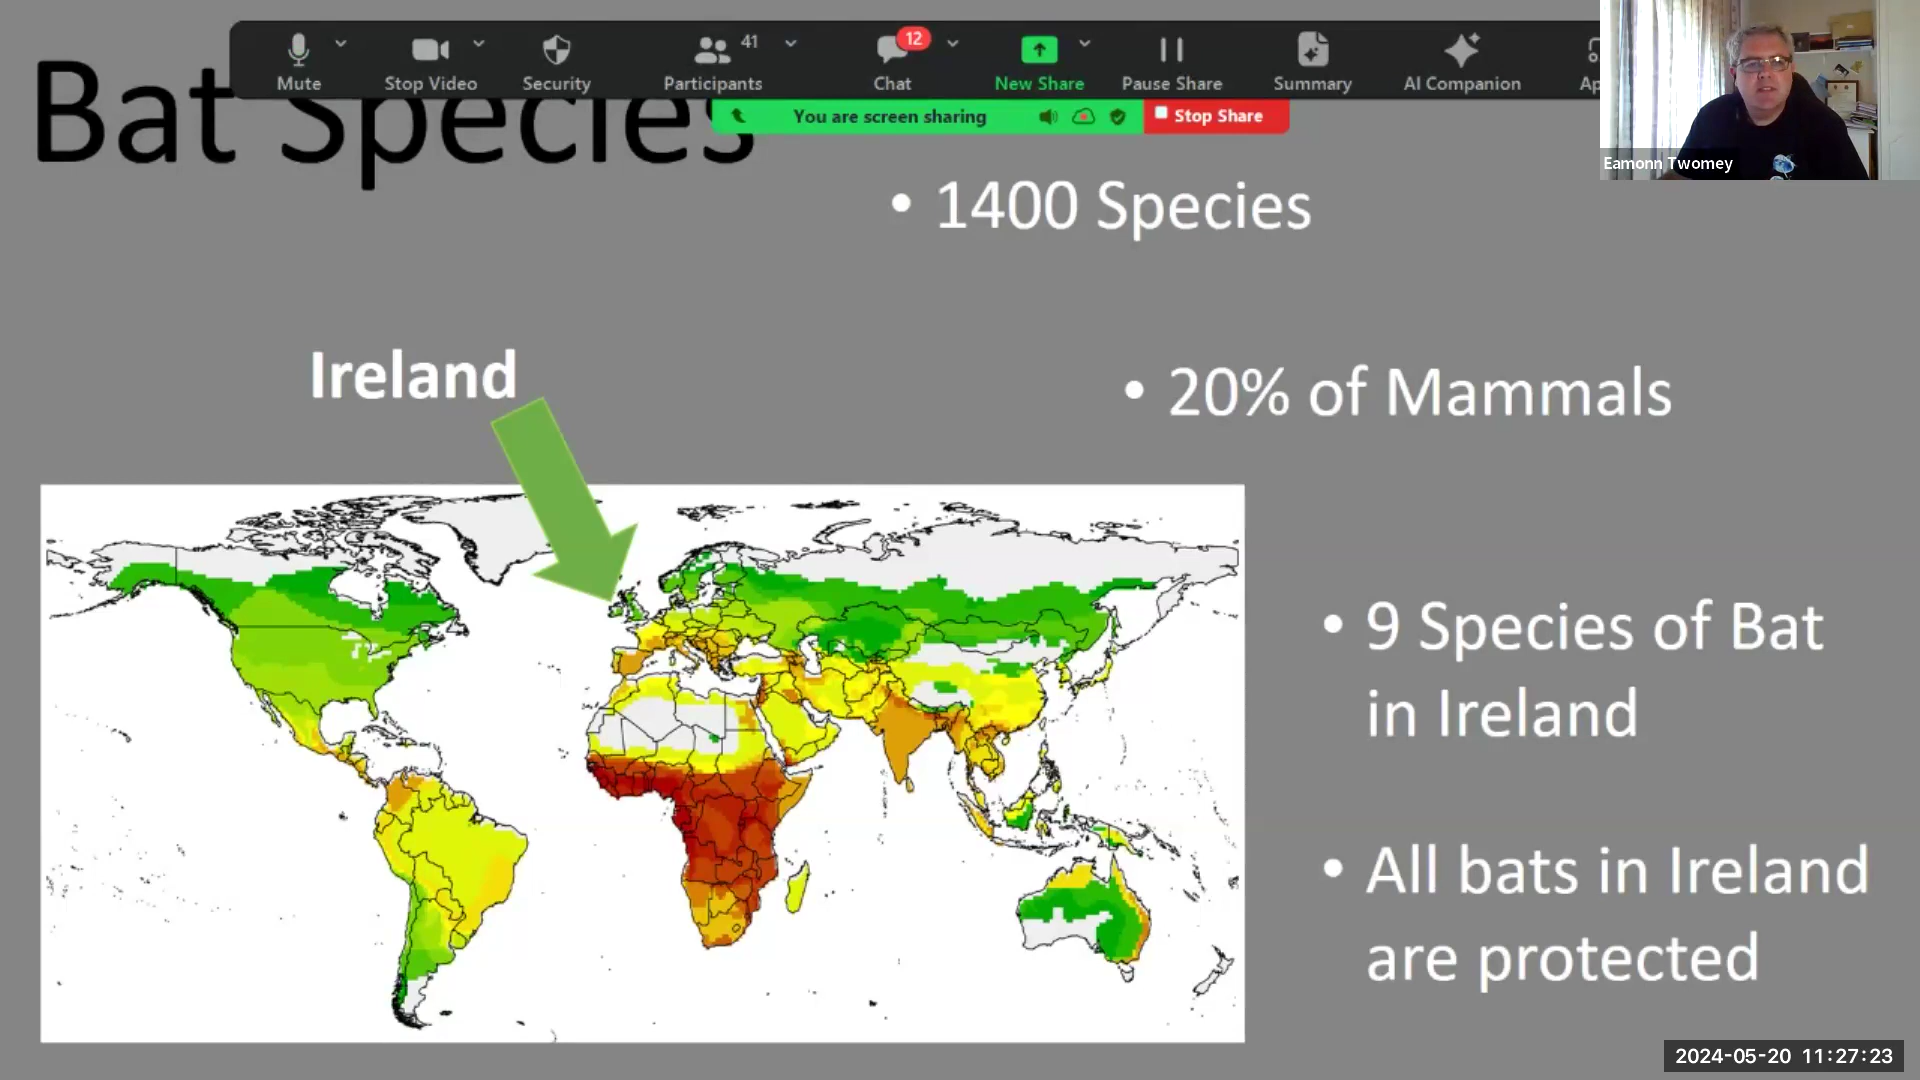 Mute
Stop Video
Security
Participants
41
Chat
12
New Share
Pause Share
Summary
AI Companion
You are screen sharing
Stop Share
Eamonn Twomey
Bat Species
• 1400 Species
Ireland
• 20% of Mammals
• 9 Species of Bat
in Ireland
• All bats in Ireland
are protected
2024-05-20 11:27:23